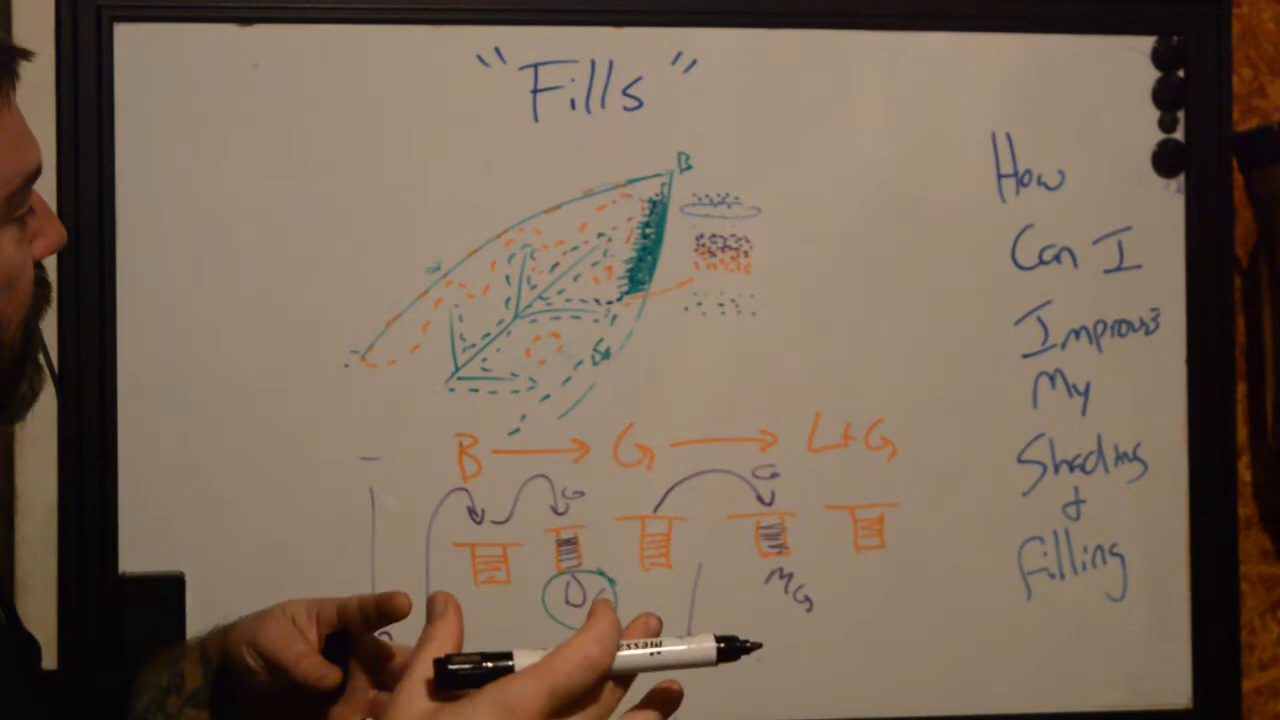 "Fills"
B
How
Can I
Improve
My
Shading
&
Filling
B → G → L+G
G
G
MG